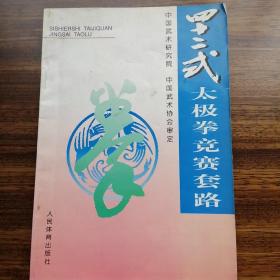 SISHIERSHI TAIJIQUAN
JINGSAI TAOLU
四十二式
太极拳竞赛套路
中国武术研究院 中国武术协会审定
拳
人民体育出版社